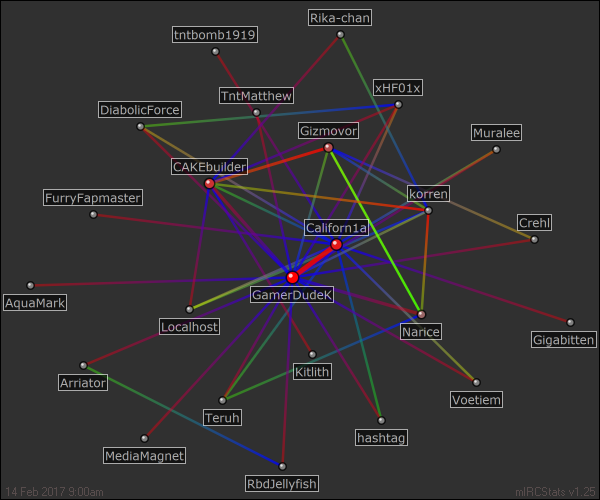 Rika-chan
tntbomb1919
xHF01x
TntMatthew
DiabolicForce
Gizmovor
Muralee
CAKEbuilder
korren
FurryFapmaster
Crehl
Californ1a
GamerDudeK
AquaMark
Localhost
Narice
Gigabitten
Kitlith
Arriator
Voetiem
Teruh
hashtag
MediaMagnet
RbdJellyfish
14 Feb 2017 9:00am
mIRCStats v1.25